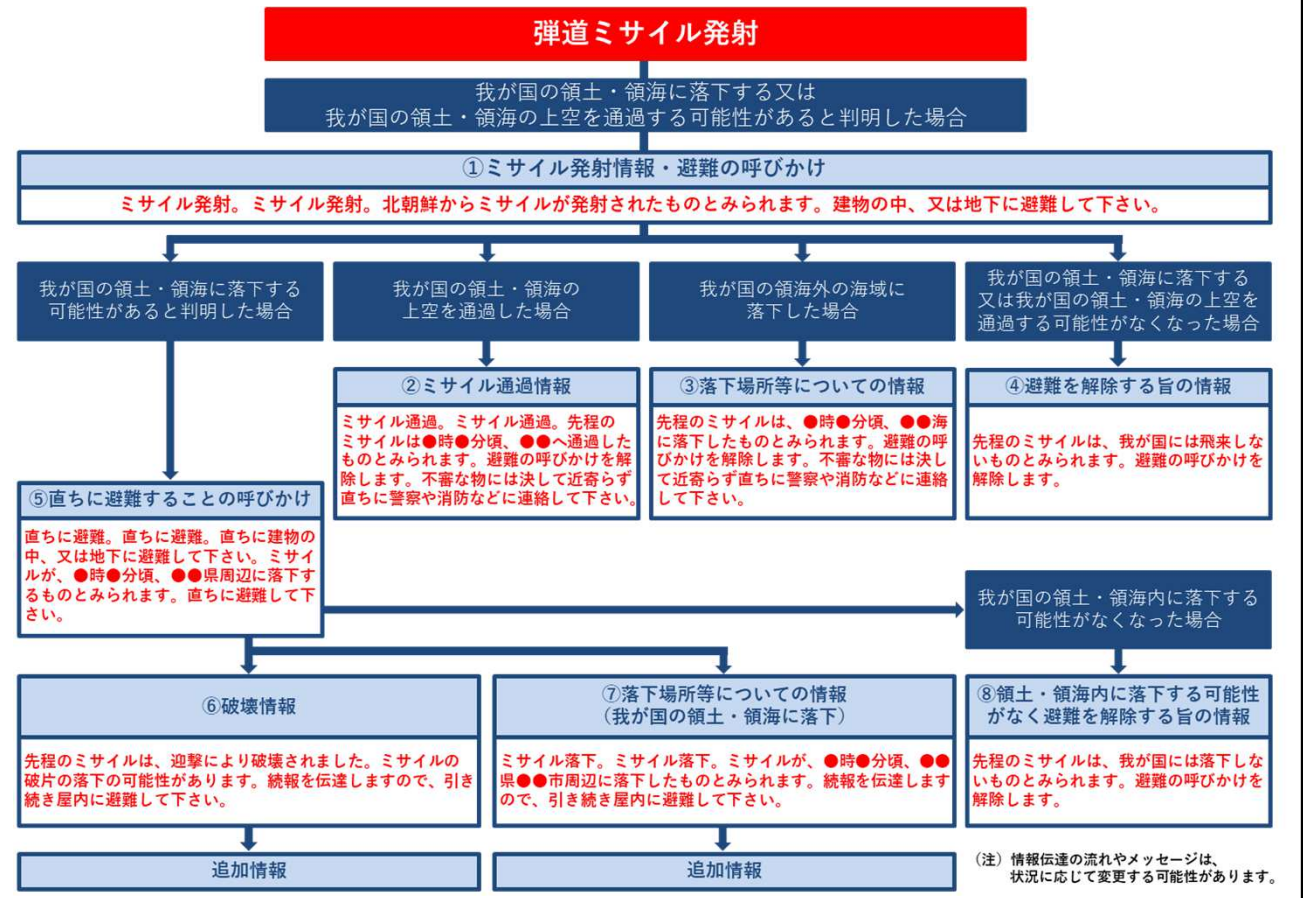 弾道ミサイル発射
我が国の領土・領海に落下する又は
我が国の領土・領海の上空を通過する可能性があると判明した場合
①ミサイル発射情報・避難の呼びかけ
ミサイル発射。ミサイル発射。北朝鮮からミサイルが発射されたものとみられます。建物の中、又は地下に避難して下さい。
我が国の領土・領海に落下する
可能性があると判明した場合
我が国の領土・領海の
上空を通過した場合
我が国の領海外の海域に
落下した場合
我が国の領土・領海に落下する
又は我が国の領土・領海の上空を
通過する可能性がなくなった場合
②ミサイル通過情報
ミサイル通過。ミサイル通過。先程の
ミサイルは●時●分頃、●●へ通過した
ものとみられます。避難の呼びかけを解
除します。不審な物には決して近寄らず
直ちに警察や消防などに連絡して下さい。
③落下場所等についての情報
先程のミサイルは、●時●分頃、●●海
に落下したものとみられます。避難の呼
びかけを解除します。不審な物には決し
て近寄らず直ちに警察や消防などに連絡
して下さい。
④避難を解除する旨の情報
先程のミサイルは、我が国には飛来しな
いものとみられます。避難の呼びかけを
解除します。
⑤直ちに避難することの呼びかけ
直ちに避難。直ちに避難。直ちに建物の
中、又は地下に避難して下さい。ミサイ
ルが、●時●分頃、●●県周辺に落下す
るものとみられます。直ちに避難して下
さい。
我が国の領土・領海内に落下する
可能性がなくなった場合
⑥破壊情報
先程のミサイルは、迎撃により破壊されました。ミサイルの
破片の落下の可能性があります。続報を伝達しますので、引き
続き屋内に避難して下さい。
⑦落下場所等についての情報
（我が国の領土・領海に落下）
ミサイル落下。ミサイル落下。ミサイルが、●時●分頃、●●
県●●市周辺に落下したものとみられます。続報を伝達します
ので、引き続き屋内に避難して下さい。
⑧領土・領海内に落下する可能性
がなく避難を解除する旨の情報
先程のミサイルは、我が国には落下しな
いものとみられます。避難の呼びかけを
解除します。
追加情報
追加情報
（注）情報伝達の流れやメッセージは、
状況に応じて変更する可能性があります。